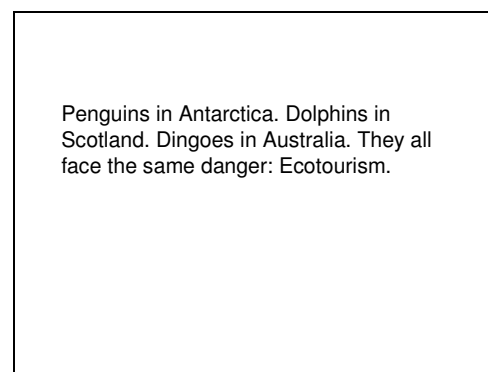 Penguins in Antarctica. Dolphins in
Scotland. Dingoes in Australia. They all
face the same danger: Ecotourism.